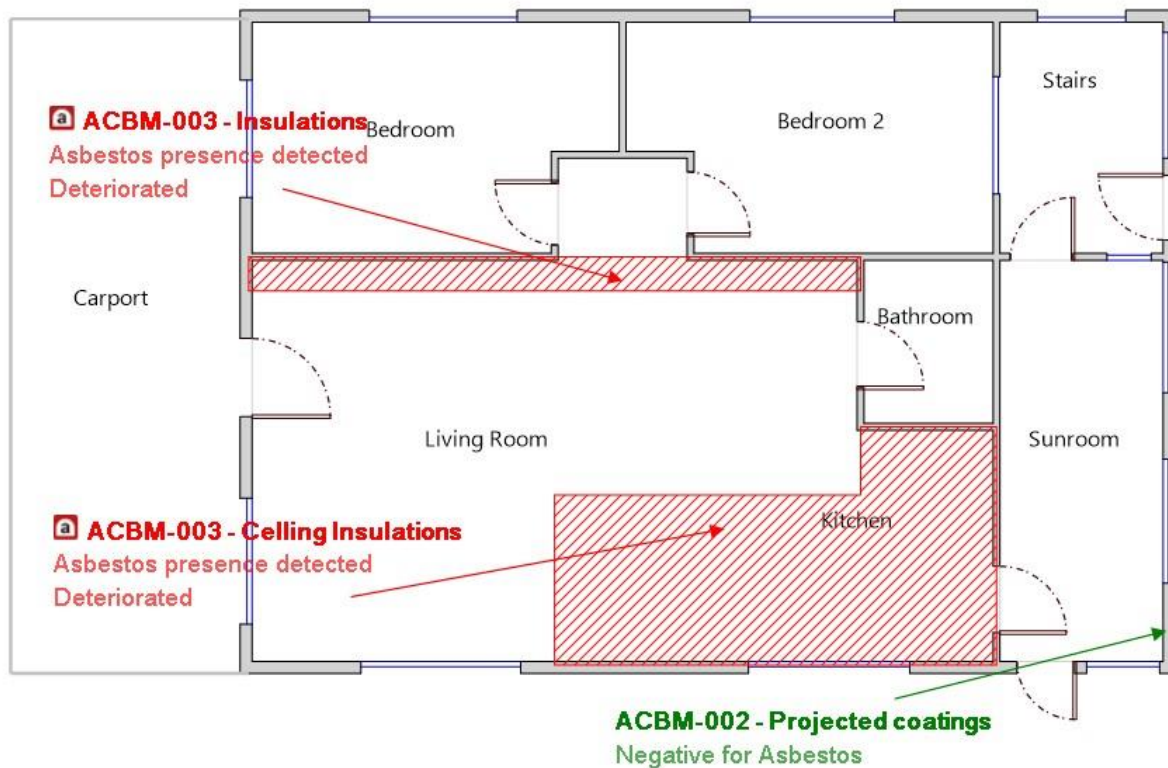 Stairs
a ACBM-003 - Insulations
Bedroom
Bedroom 2
Asbestos presence detected
Deteriorated
Carport
Bathroom
Living Room
Sunroom
a ACBM-003 - Celling Insulations
Kitchen
Asbestos presence detected
Deteriorated
ACBM-002 - Projected coatings
Negative for Asbestos